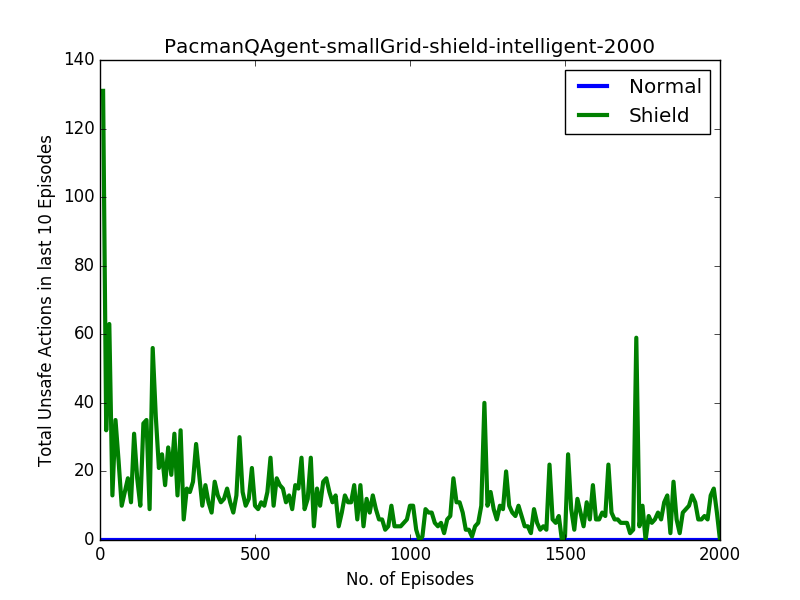 PacmanQAgent-smallGrid-shield-intelligent-2000
Normal
Shield
140
120
100
80
60
40
20
0
Total Unsafe Actions in last 10 Episodes
0 500 1000 1500 2000
No. of Episodes